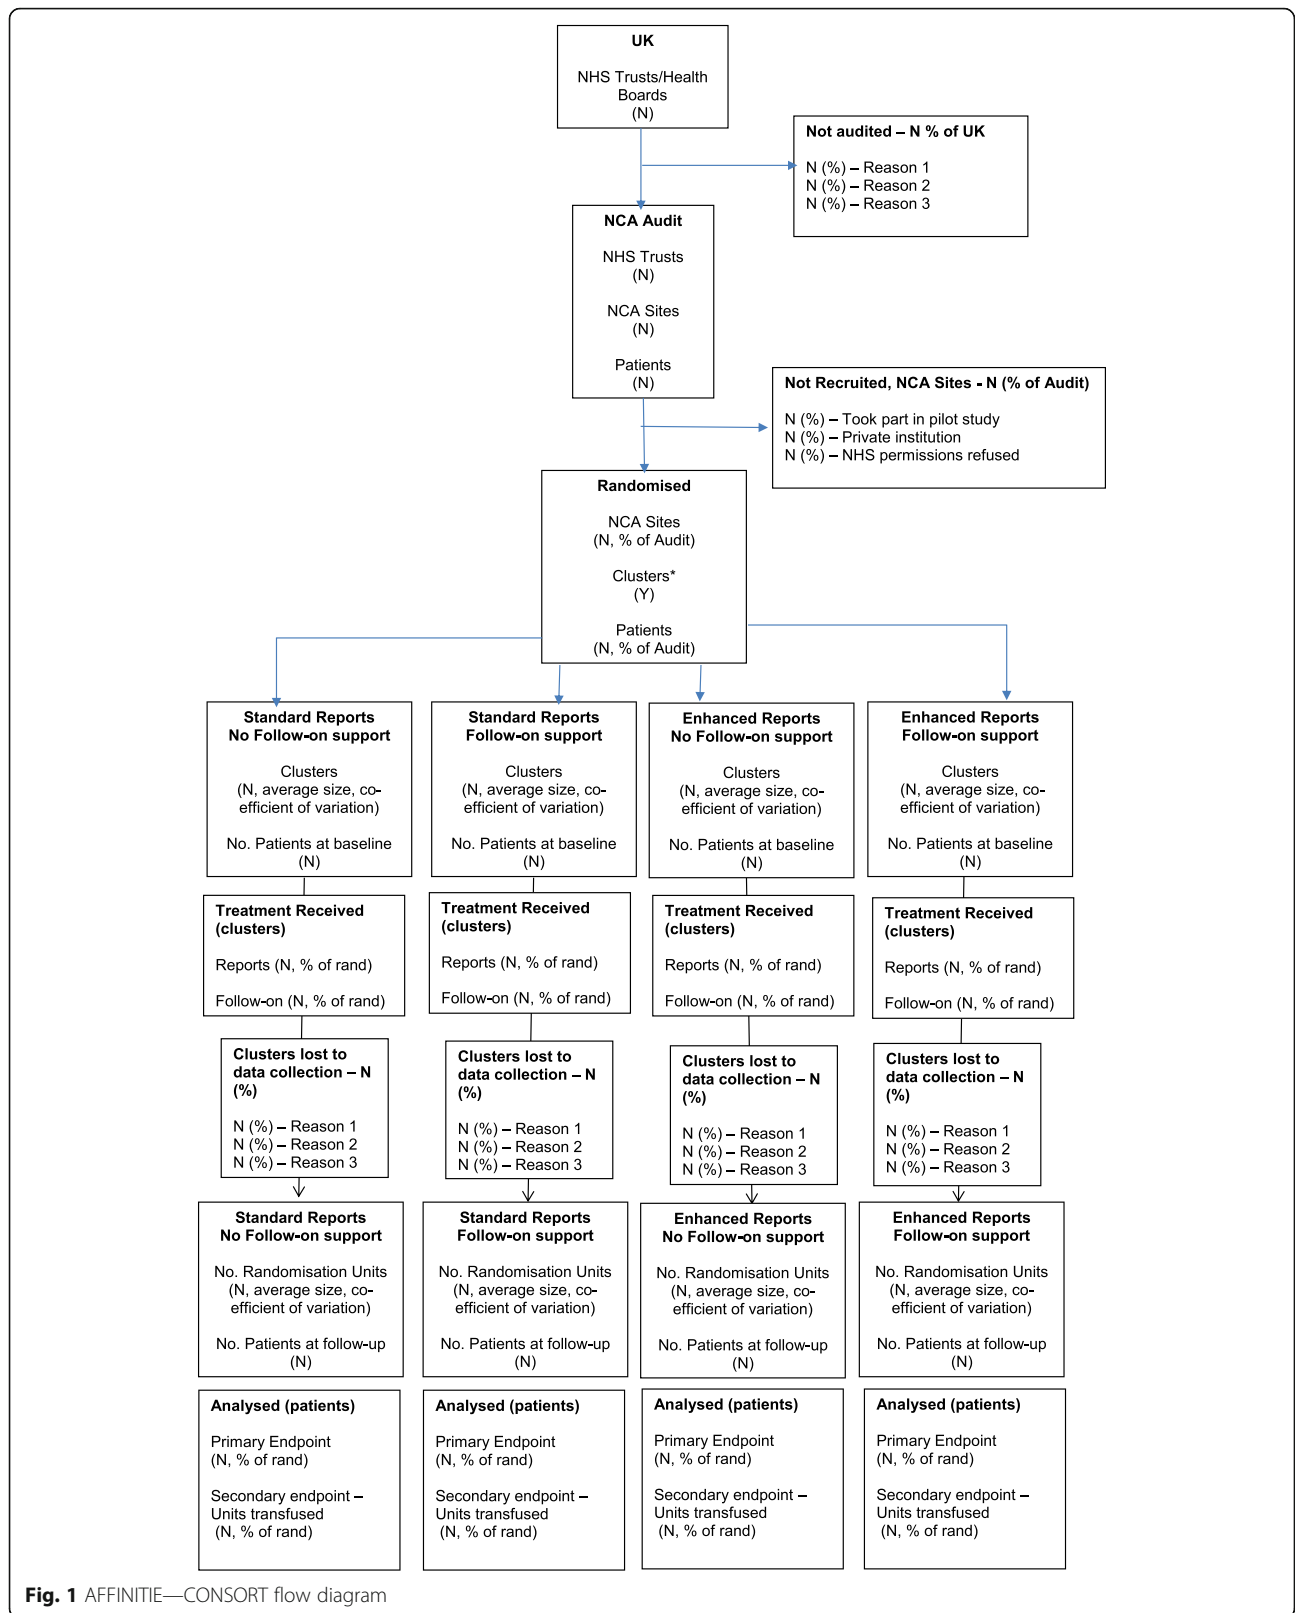 UK
NHS Trusts/Health
Boards
(N)
Not audited – N % of UK
N (%) – Reason 1
N (%) – Reason 2
N (%) – Reason 3
NCA Audit
NHS Trusts
(N)
NCA Sites
(N)
Patients
(N)
Not Recruited, NCA Sites - N (% of Audit)
N (%) – Took part in pilot study
N (%) – Private institution
N (%) – NHS permissions refused
Randomised
NCA Sites
(N, % of Audit)
Clusters*
(Y)
Patients
(N, % of Audit)
Standard Reports
No Follow-on support
Clusters
(N, average size, co-
efficient of variation)
No. Patients at baseline
(N)
Standard Reports
Follow-on support
Clusters
(N, average size, co-
efficient of variation)
No. Patients at baseline
(N)
Enhanced Reports
No Follow-on support
Clusters
(N, average size, co-
efficient of variation)
No. Patients at baseline
(N)
Enhanced Reports
Follow-on support
Clusters
(N, average size, co-
efficient of variation)
No. Patients at baseline
(N)
Treatment Received
(clusters)
Reports (N, % of rand)
Follow-on (N, % of rand)
Treatment Received
(clusters)
Reports (N, % of rand)
Follow-on (N, % of rand)
Treatment Received
(clusters)
Reports (N, % of rand)
Follow-on (N, % of rand)
Treatment Received
(clusters)
Reports (N, % of rand)
Follow-on (N, % of rand)
Clusters lost to
data collection – N
(%)
N (%) – Reason 1
N (%) – Reason 2
N (%) – Reason 3
Clusters lost to
data collection – N
(%)
N (%) – Reason 1
N (%) – Reason 2
N (%) – Reason 3
Clusters lost to
data collection – N
(%)
N (%) – Reason 1
N (%) – Reason 2
N (%) – Reason 3
Clusters lost to
data collection – N
(%)
N (%) – Reason 1
N (%) – Reason 2
N (%) – Reason 3
Standard Reports
No Follow-on support
No. Randomisation Units
(N, average size, co-
efficient of variation)
No. Patients at follow-up
(N)
Standard Reports
Follow-on support
No. Randomisation Units
(N, average size, co-
efficient of variation)
No. Patients at follow-up
(N)
Enhanced Reports
No Follow-on support
No. Randomisation Units
(N, average size, co-
efficient of variation)
No. Patients at follow-up
(N)
Enhanced Reports
Follow-on support
No. Randomisation Units
(N, average size, co-
efficient of variation)
No. Patients at follow-up
(N)
Analysed (patients)
Primary Endpoint
(N, % of rand)
Secondary endpoint –
Units transfused
(N, % of rand)
Analysed (patients)
Primary Endpoint
(N, % of rand)
Secondary endpoint –
Units transfused
(N, % of rand)
Analysed (patients)
Primary Endpoint
(N, % of rand)
Secondary endpoint –
Units transfused
(N, % of rand)
Analysed (patients)
Primary Endpoint
(N, % of rand)
Secondary endpoint –
Units transfused
(N, % of rand)
Fig. 1 AFFINITIE—CONSORT flow diagram